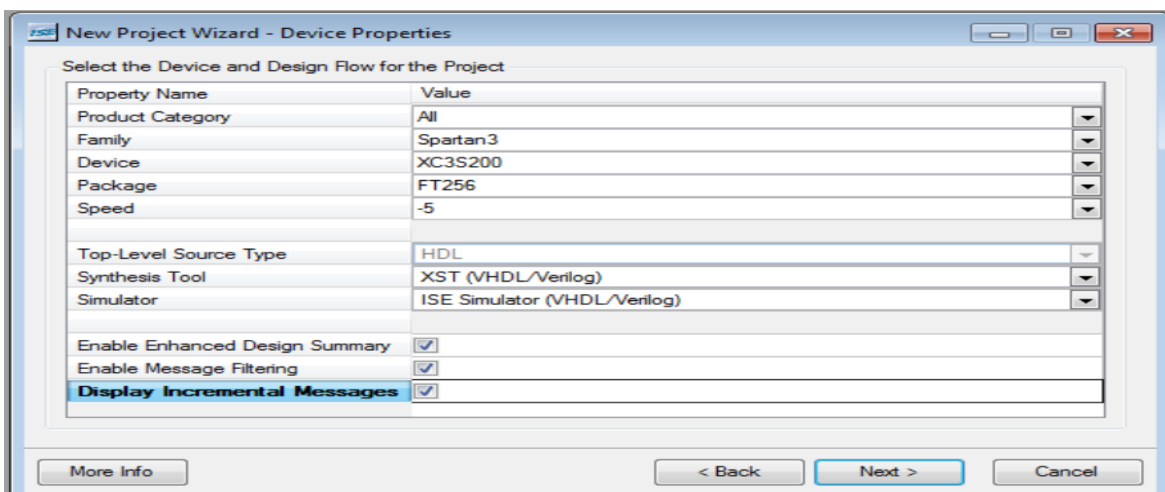 ISE New Project Wizard - Device Properties
Select the Device and Design Flow for the Project
Property Name Value
Product Category All
Family Spartan3
Device XC3S200
Package FT256
Speed -5
Top-Level Source Type HDL
Synthesis Tool XST (VHDL/Verilog)
Simulator ISE Simulator (VHDL/Verilog)
Enable Enhanced Design Summary
Enable Message Filtering
Display Incremental Messages
More Info < Back Next > Cancel